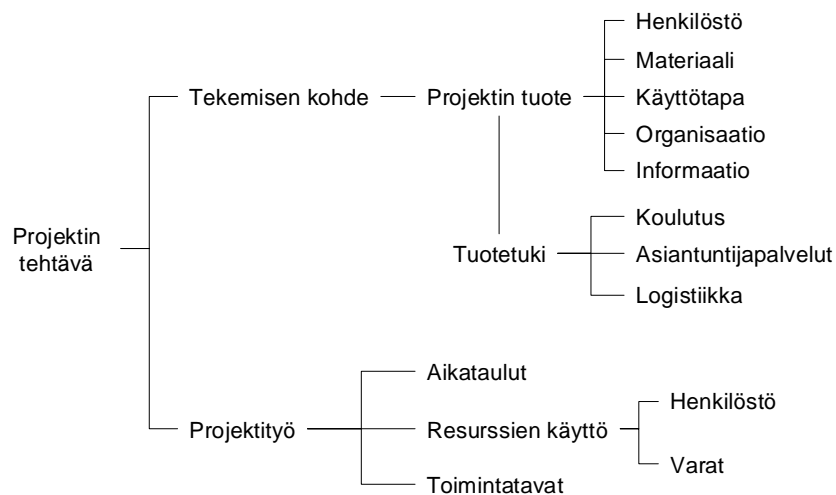 Henkilöstö
Materiaali
Tekemisen kohde
Projektin tuote
Käyttötapa
Organisaatio
Informaatio
Projektin
tehtävä
Koulutus
Tuotetuki
Asiantuntijapalvelut
Logistiikka
Aikataulut
Projektityö
Resurssien käyttö
Henkilöstö
Varat
Toimintatavat